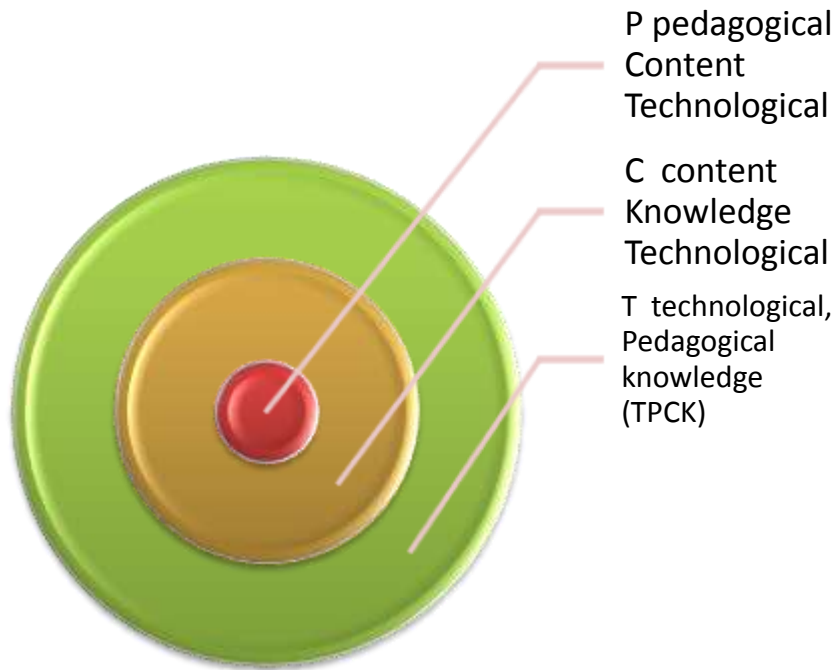 P pedagogical
Content
Technological
C content
Knowledge
Technological
T technological,
Pedagogical
knowledge
(TPCK)